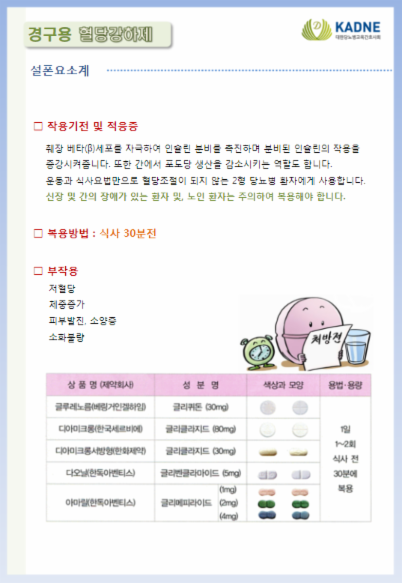 경구용 혈당강하제
KADNE
대한당뇨병교육간호사회
설폰요소계
□ 작용기전 및 적응증
췌장 베타(β)세포를 자극하여 인슐린 분비를 촉진하며 분비된 인슐린의 작용을
증강시켜줍니다. 또한 간에서 포도당 생산을 감소시키는 역할도 합니다.
운동과 식사요법만으로 혈당조절이 되지 않는 2형 당뇨병 환자에게 사용합니다.
신장 및 간의 장애가 있는 환자 및, 노인 환자는 주의하여 복용해야 합니다.
□ 복용방법 : 식사 30분전
□ 부작용
저혈당
체중증가
피부발진, 소양증
소화불량
처방전
상 품 명 (제약회사) 성 분 명 색상과 모양 용법·용량
글루레노름(베링거인겔하임) 글리퀴돈 (30mg)
디아미크롱(한국세르비에) 글리클라지드 (80mg)
디아미크롱서방형(한화제약) 글리클라지드 (30mg)
다오닐(한독아벤티스) 글리벤클라마이드 (5mg)
아마릴(한독아벤티스) 글리메피라이드 (1mg)
(2mg)
(4mg)
1일
1~2회
식사 전
30분에
복용